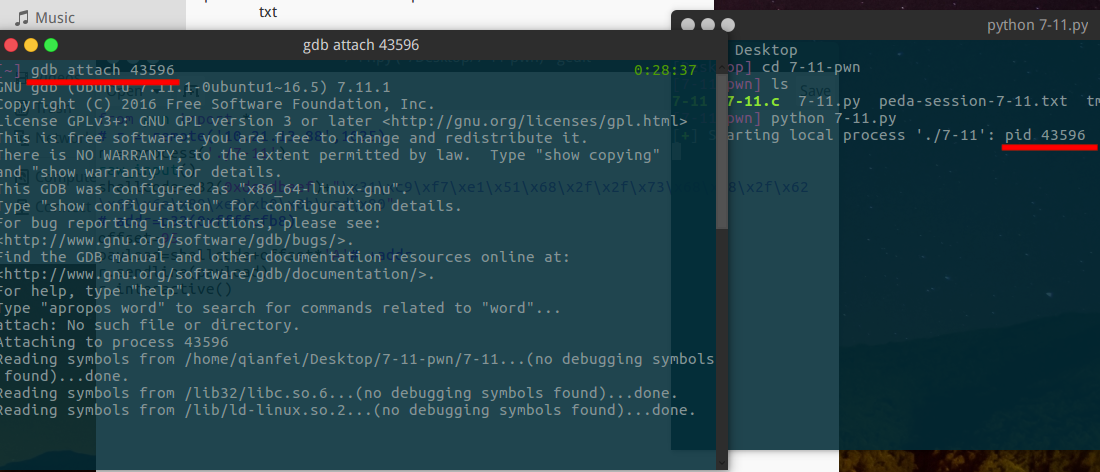 Music
txt
gdb attach 43596
[~] gdb attach 43596
0:28:37
GNU gdb (Ubuntu 7.11.1-0ubuntu1~16.5) 7.11.1
Copyright (C) 2016 Free Software Foundation, Inc.
License GPLv3+: GNU GPL version 3 or later <http://gnu.org/licenses/gpl.html>
This is free software: you are free to change and redistribute it.
There is NO WARRANTY, to the extent permitted by law.  Type "show copying"
and "show warranty" for details.
This GDB was configured as "x86_64-linux-gnu".
Type "show configuration" for configuration details.
For bug reporting instructions, please see:
<http://www.gnu.org/software/gdb/bugs/>.
Find the GDB manual and other documentation resources online at:
<http://www.gnu.org/software/gdb/documentation/>.
For help, type "help".
Type "apropos word" to search for commands related to "word"...
attach: No such file or directory.
Attaching to process 43596
Reading symbols from /home/qianfei/Desktop/7-11-pwn/7-11...(no debugging symbols
found)...done.
Reading symbols from /lib32/libc.so.6...(no debugging symbols found)...done.
Reading symbols from /lib/ld-linux.so.2...(no debugging symbols found)...done.
python 7-11.py
Desktop
op] cd 7-11-pwn
wn] ls
7-11 7-11.c 7-11.py peda-session-7-11.txt tm
wn] python 7-11.py
[+] Starting local process './7-11': pid 43596
Save